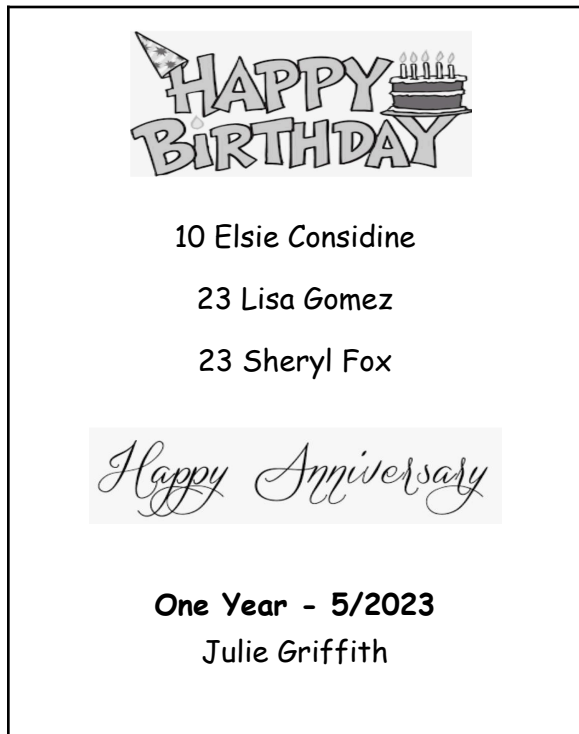 HAPPY
BIRTHDAY
10 Elsie Considine
23 Lisa Gomez
23 Sheryl Fox
Happy Anniversary
One Year - 5/2023
Julie Griffith